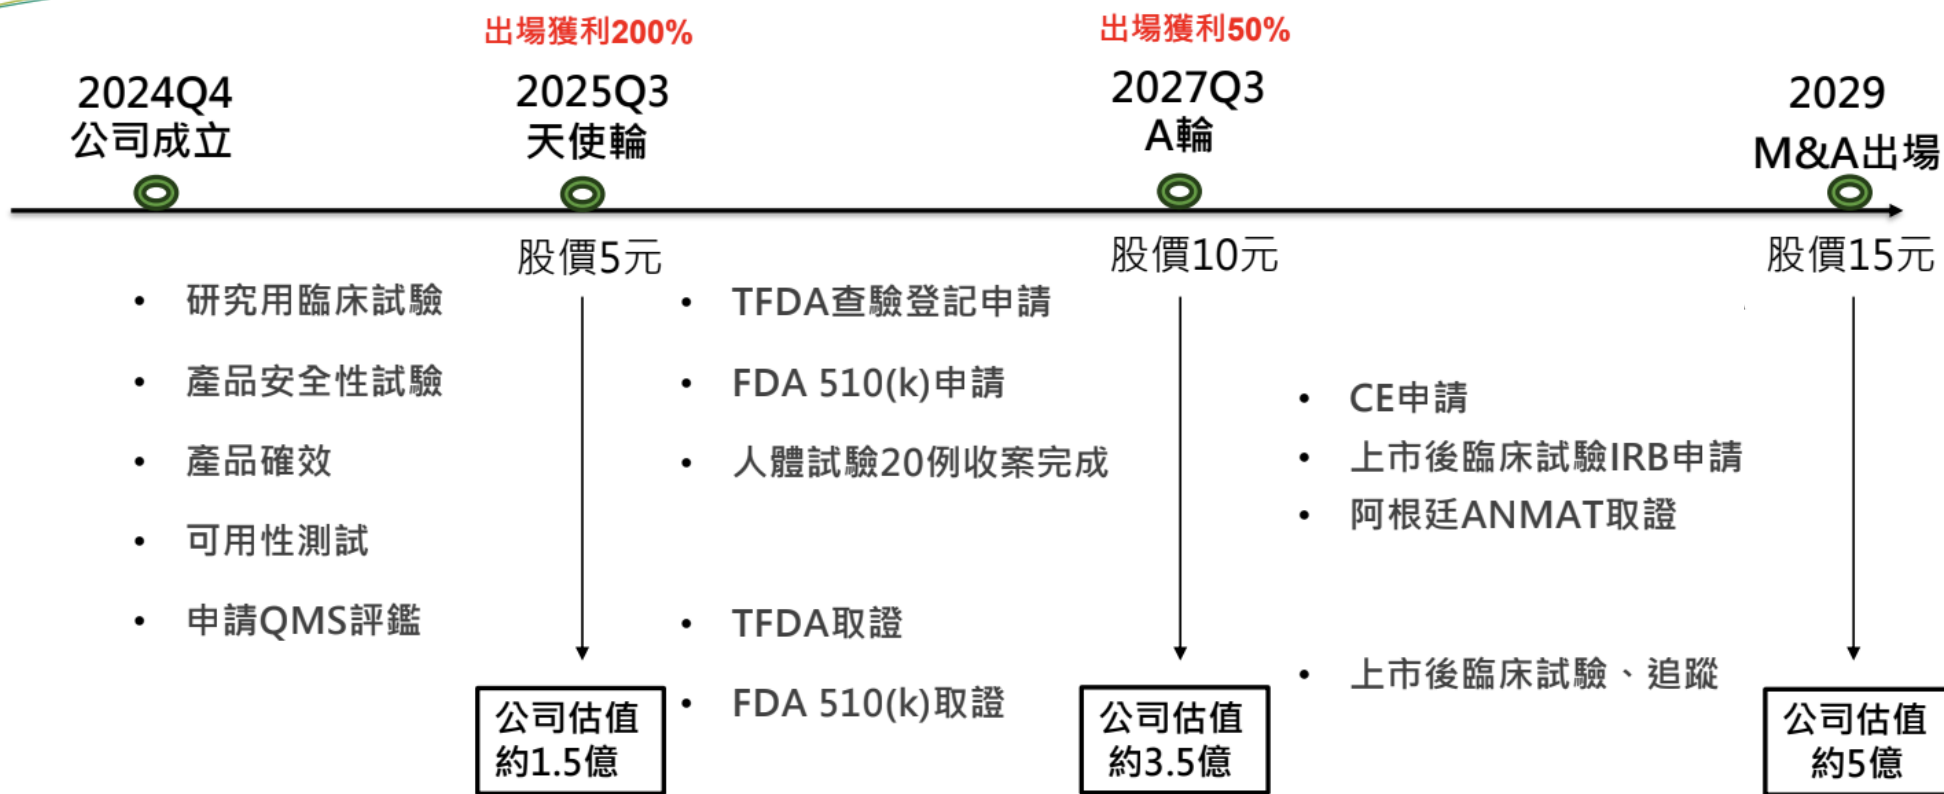 出場獲利200%
出場獲利50%
2024Q4
公司成立
2025Q3
天使輪
2027Q3
A輪
2029
M&A出場
股價5元
股價10元
股價15元
• 研究用臨床試驗
• 產品安全性試驗
• 產品確效
• 可用性測試
• 申請QMS評鑑
公司估值
約1.5億
• TFDA查驗登記申請
• FDA 510(k)申請
• 人體試驗20例收案完成
• TFDA取證
• FDA 510(k)取證
公司估值
約3.5億
• CE申請
• 上市後臨床試驗IRB申請
• 阿根廷ANMAT取證
• 上市後臨床試驗、追蹤
公司估值
約5億